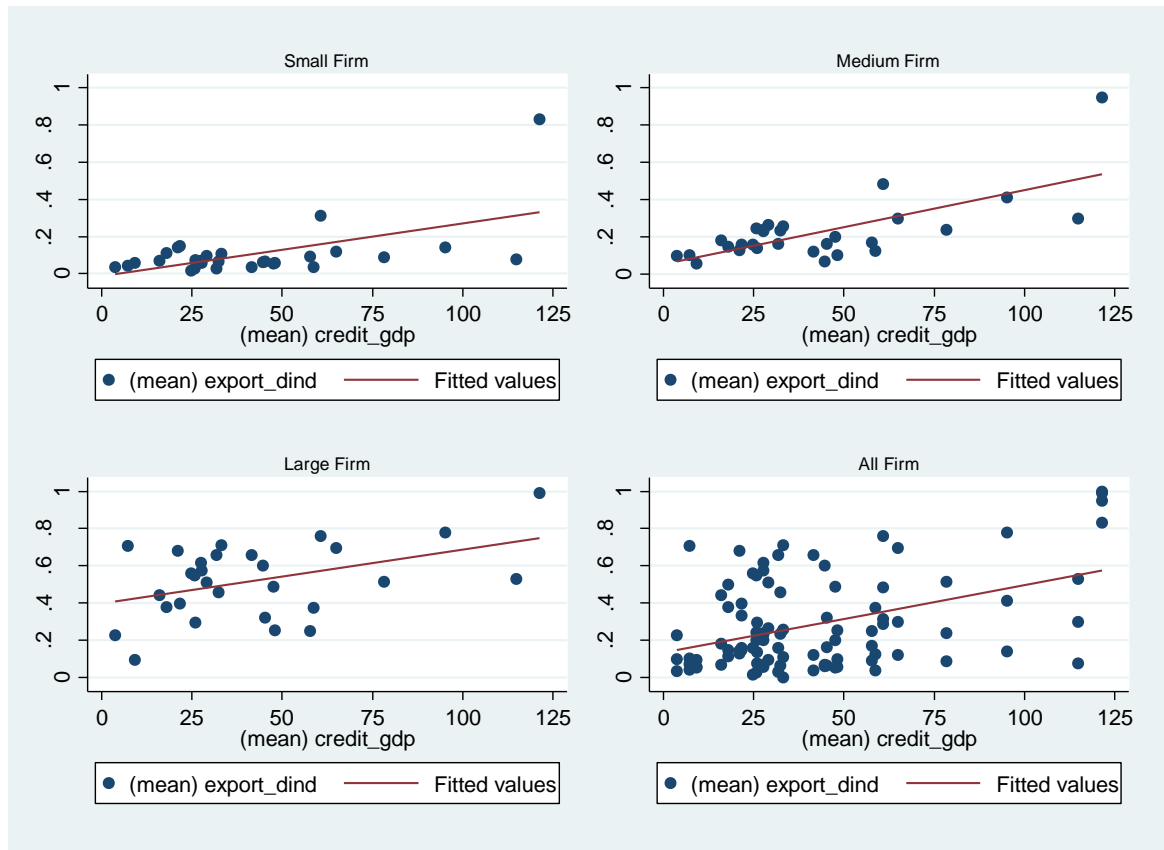 Small Firm
1
.8
.6
.4
.2
0
0 25 50 75 100 125
(mean) credit_gdp
(mean) export_dind Fitted values
Medium Firm
1
.8
.6
.4
.2
0
0 25 50 75 100 125
(mean) credit_gdp
(mean) export_dind Fitted values
Large Firm
1
.8
.6
.4
.2
0
0 25 50 75 100 125
(mean) credit_gdp
(mean) export_dind Fitted values
All Firm
1
.8
.6
.4
.2
0
0 25 50 75 100 125
(mean) credit_gdp
(mean) export_dind Fitted values